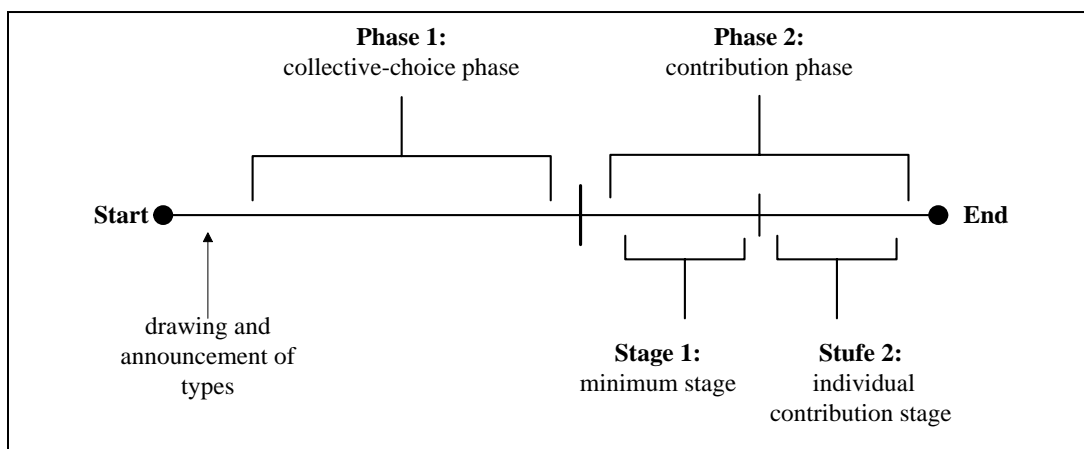 Phase 1:
collective-choice phase
Phase 2:
contribution phase
Start
End
drawing and
announcement of
types
Stage 1:
minimum stage
Stufe 2:
individual
contribution stage